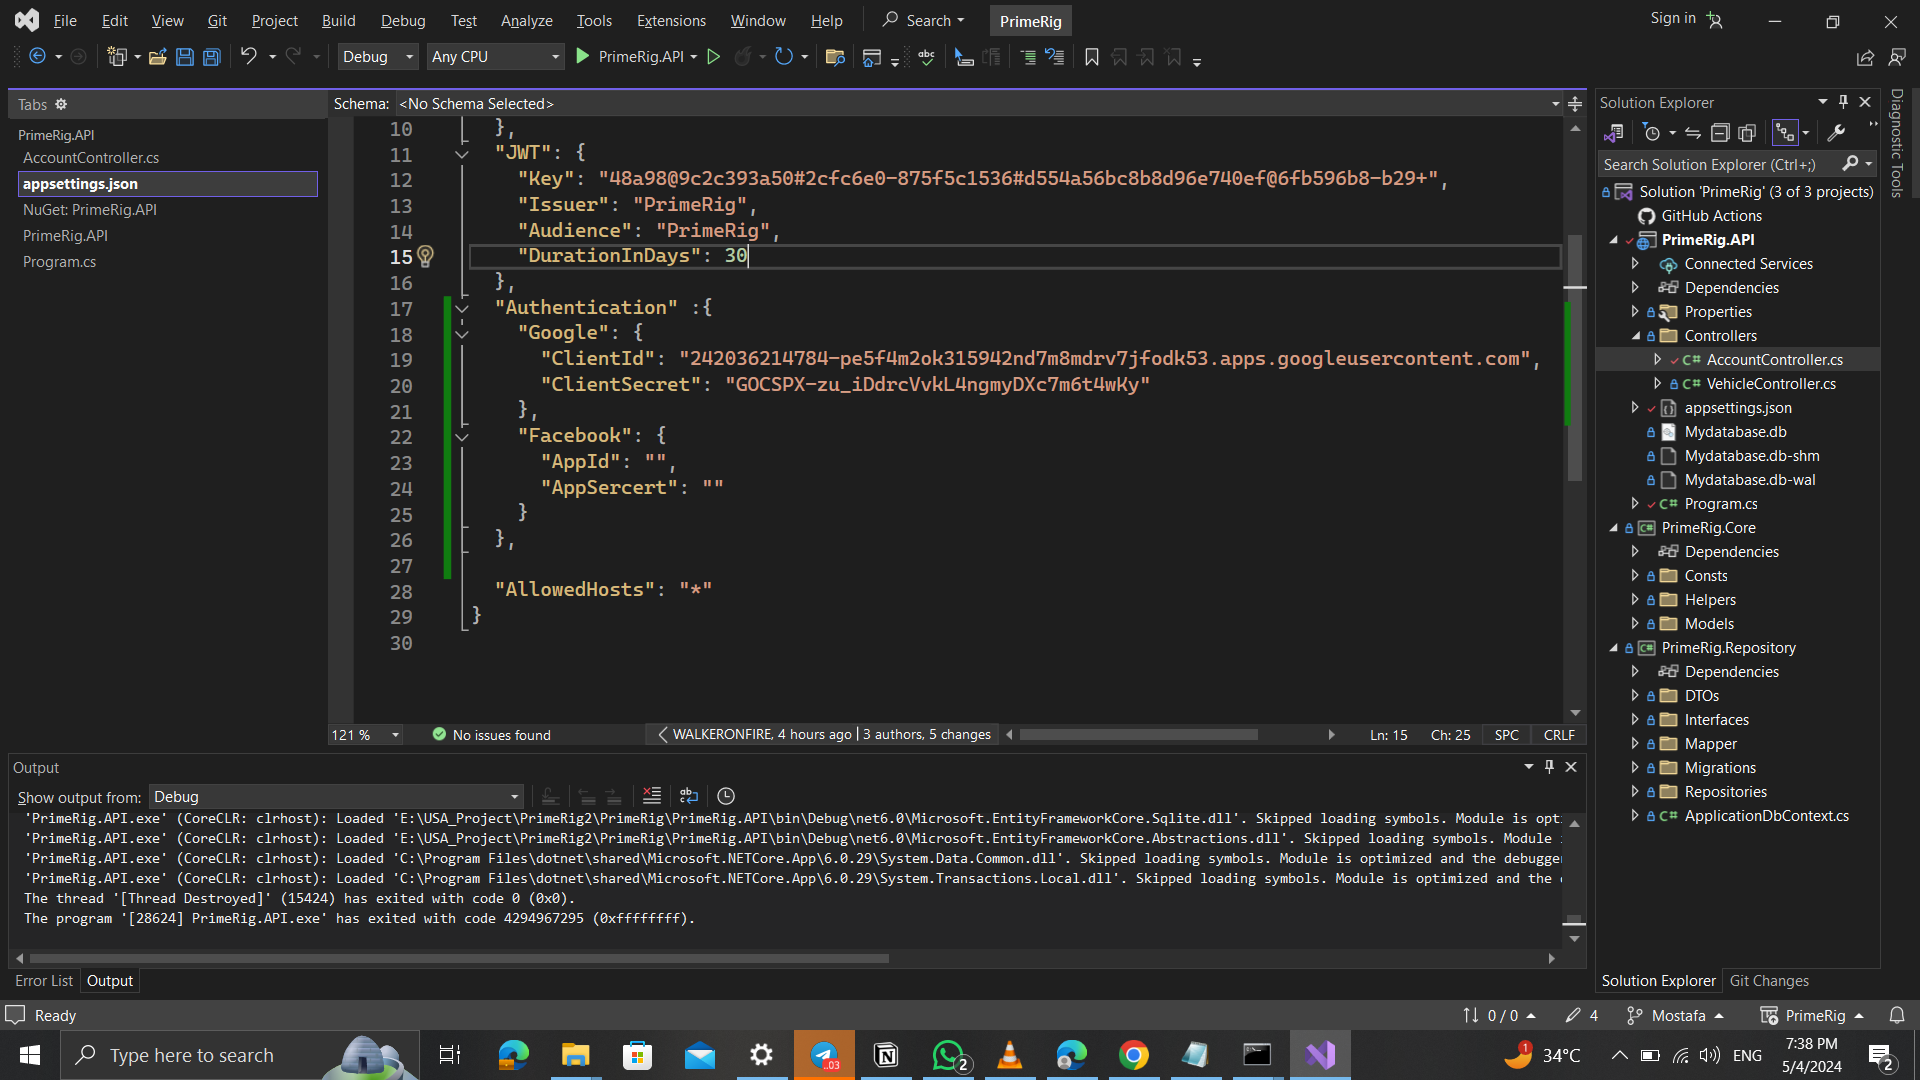 File Edit View Git Project Build Debug Test Analyze Tools Extensions Window Help Search PrimeRig Sign in
Debug Any CPU PrimeRig.API
Tabs
PrimeRig.API
AccountController.cs
appsettings.json
NuGet: PrimeRig.API
PrimeRig.API
Program.cs
Schema: <No Schema Selected>
10 },
11 "JWT": {
12 "Key": "48a98@9c2c393a50#2cfc6e0-875f5c1536#d554a56bc8b8d96e740ef@6fb596b8-b29+",
13 "Issuer": "PrimeRig",
14 "Audience": "PrimeRig",
15 "DurationInDays": 30
16 },
17 "Authentication" :{
18 "Google": {
19 "ClientId": "242036214784-pe5f4m2ok315942nd7m8mdrv7jfodk53.apps.googleusercontent.com",
20 "ClientSecret": "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"
21 },
22 "Facebook": {
23 "AppId": "",
24 "AppSercert": ""
25 }
26 },
27
28 "AllowedHosts": "*"
29 }
30
121 % No issues found WALKERONFIRE, 4 hours ago | 3 authors, 5 changes Ln: 15 Ch: 25 SPC CRLF
Output
Show output from: Debug
'PrimeRig.API.exe' (CoreCLR: clrhost): Loaded 'E:\USA_Project\PrimeRig2\PrimeRig\PrimeRig.API\bin\Debug\net6.0\Microsoft.EntityFrameworkCore.Sqlite.dll'. Skipped loading symbols. Module is opti
'PrimeRig.API.exe' (CoreCLR: clrhost): Loaded 'E:\USA_Project\PrimeRig2\PrimeRig\PrimeRig.API\bin\Debug\net6.0\Microsoft.EntityFrameworkCore.Abstractions.dll'. Skipped loading symbols. Module
'PrimeRig.API.exe' (CoreCLR: clrhost): Loaded 'C:\Program Files\dotnet\shared\Microsoft.NETCore.App\6.0.29\System.Data.Common.dll'. Skipped loading symbols. Module is optimized and the debugge
'PrimeRig.API.exe' (CoreCLR: clrhost): Loaded 'C:\Program Files\dotnet\shared\Microsoft.NETCore.App\6.0.29\System.Transactions.Local.dll'. Skipped loading symbols. Module is optimized and the
The thread '[Thread Destroyed]' (15424) has exited with code 0 (0x0).
The program '[28624] PrimeRig.API.exe' has exited with code 4294967295 (0xffffffff).
Error List Output
Solution Explorer
Search Solution Explorer (Ctrl+;)
Solution 'PrimeRig' (3 of 3 projects)
GitHub Actions
PrimeRig.API
Connected Services
Dependencies
Properties
Controllers
AccountController.cs
VehicleController.cs
appsettings.json
Mydatabase.db
Mydatabase.db-shm
Mydatabase.db-wal
Program.cs
PrimeRig.Core
Dependencies
Consts
Helpers
Models
PrimeRig.Repository
Dependencies
DTOs
Interfaces
Mapper
Migrations
Repositories
ApplicationDbContext.cs
Solution Explorer Git Changes
Diagnostic Tools
Ready 0 / 0 4 Mostafa PrimeRig
Type here to search ..03 2 1 34°C ENG 7:38 PM
5/4/2024 2